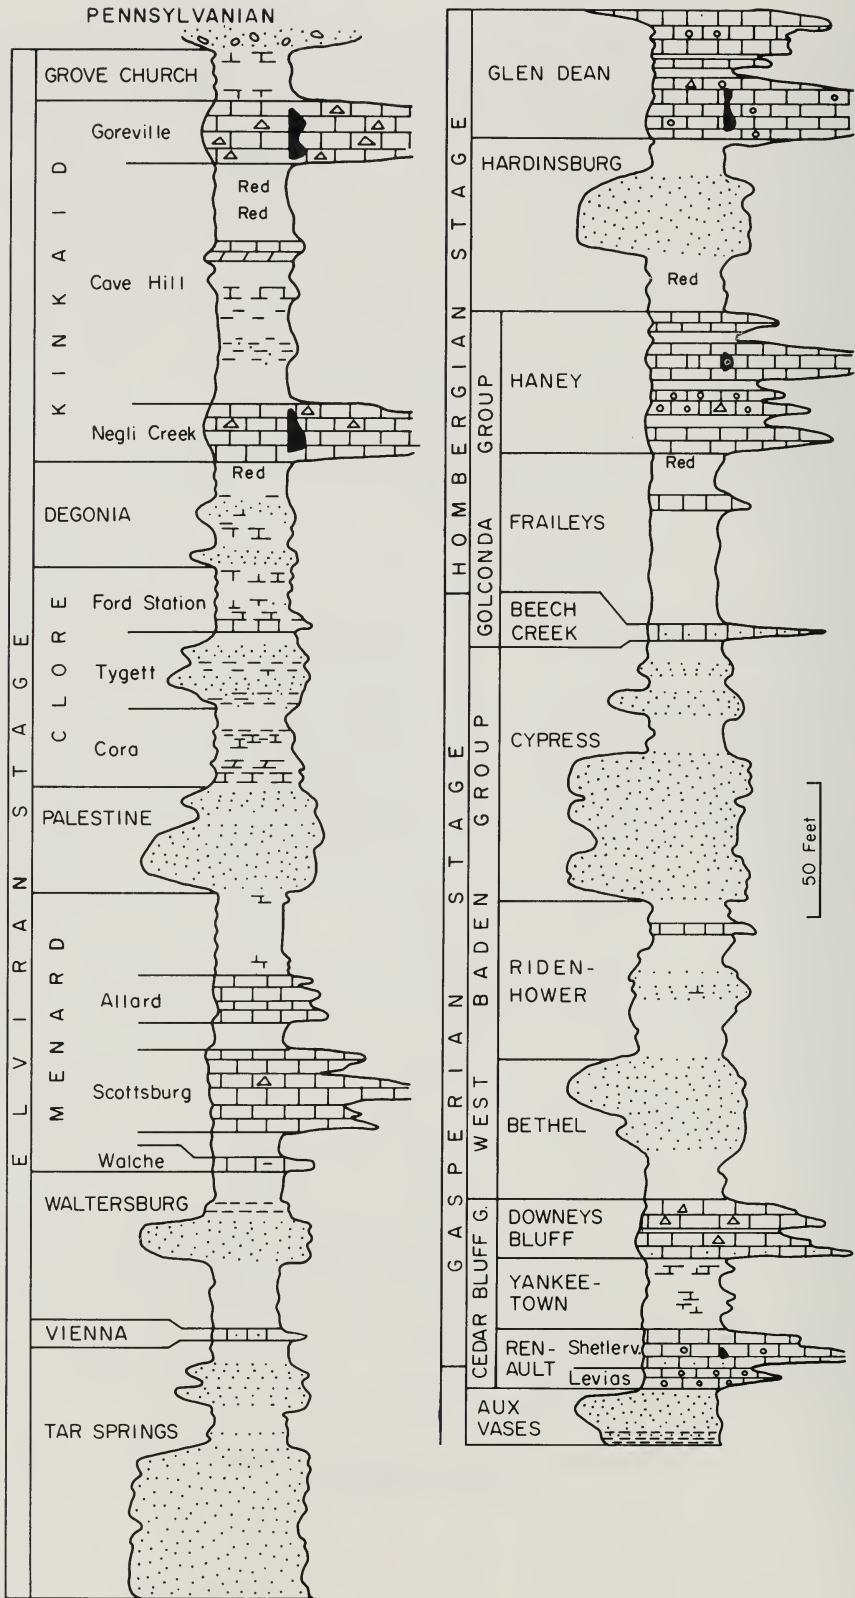 PENNSYLVANIAN
ELVIRAN STAGE
GROVE CHURCH
KINKAID
Goreville
Red
Red
Cave Hill
Negli Creek
Red
DEGONIA
CLORE
Ford Station
Tygett
Cora
PALESTINE
MENARD
Allard
Scottsburg
Walche
WALTERSBURG
VIENNA
TAR SPRINGS
HOMBERGIAN STAGE
GLEN DEAN
HARDINSBURG
Red
GOLCONDA GROUP
HANEY
Red
FRAILEYS
BEECH
CREEK
GASPERIAN STAGE
WEST BADEN GROUP
CYPRESS
50 Feet
RIDEN-
HOWER
BETHEL
CEDAR BLUFF G.
DOWNEYS
BLUFF
YANKEE-
TOWN
REN- Shetlerv.
AULT Levias
AUX
VASES